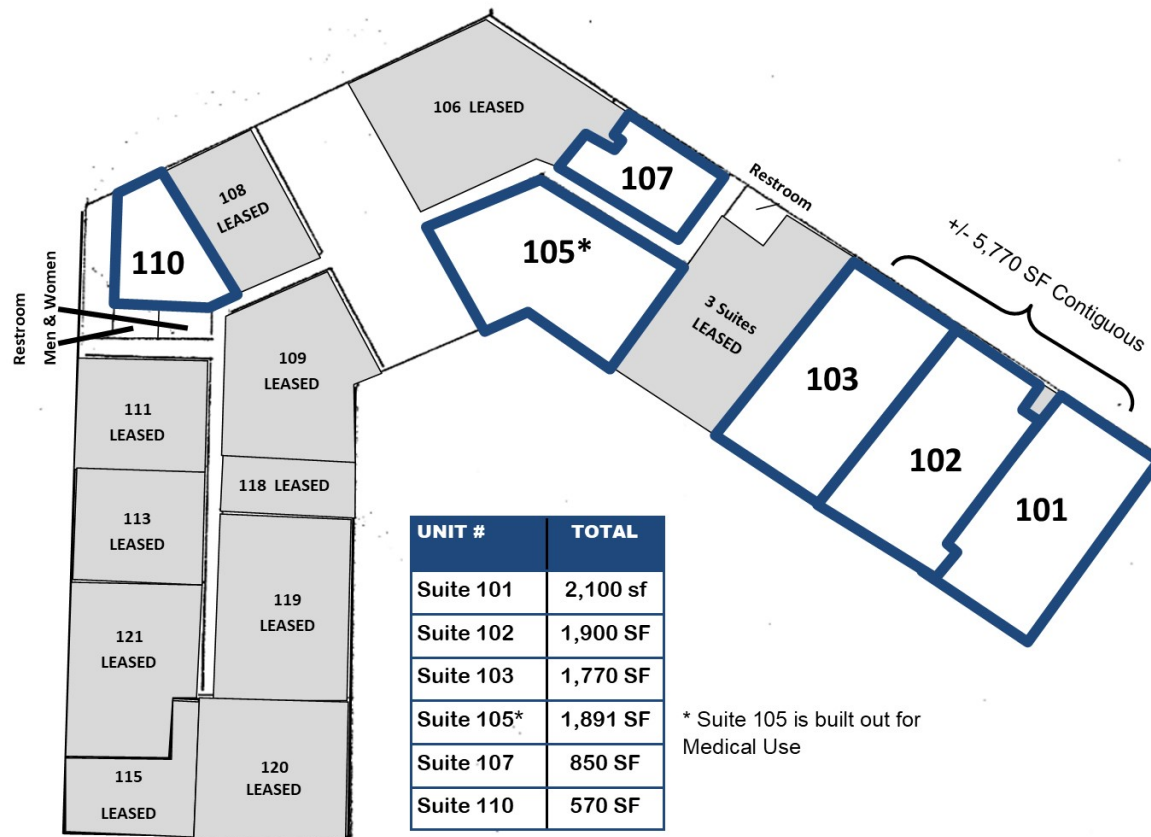 106 LEASED
107
Restroom
108
LEASED
110
105*
+/- 5,770 SF Contiguous
Restroom
Men & Women
3 Suites
LEASED
109
LEASED
103
102
101
111
LEASED
118 LEASED
113
LEASED
119
LEASED
121
LEASED
115
LEASED
120
LEASED
UNIT # TOTAL
Suite 101 2,100 sf
Suite 102 1,900 SF
Suite 103 1,770 SF
Suite 105* 1,891 SF
Suite 107 850 SF
Suite 110 570 SF
* Suite 105 is built out for
Medical Use